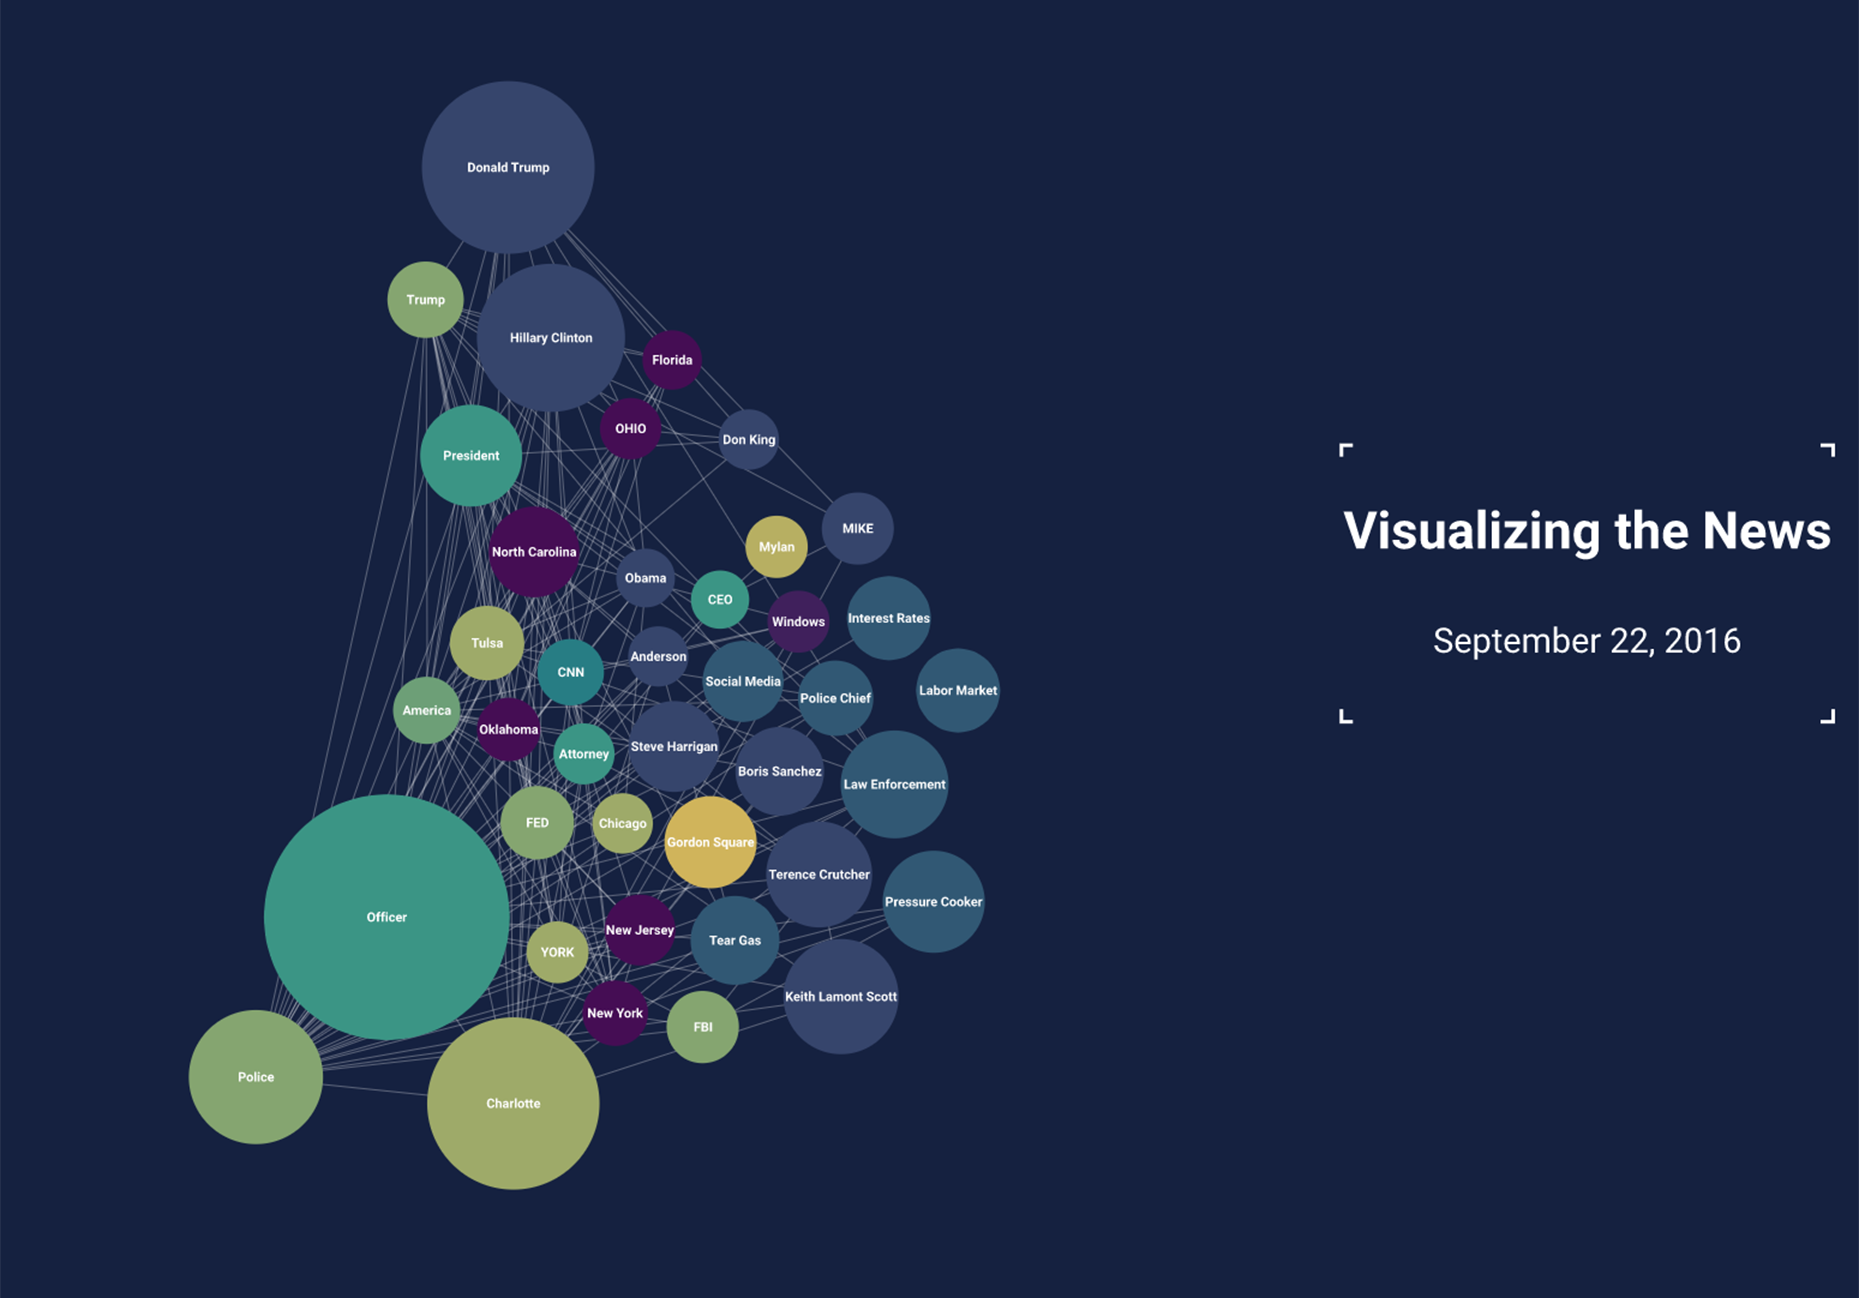 Donald Trump
Trump
Hillary Clinton
Florida
OHIO
Don King
President
North Carolina
MIKE
Mylan
Obama
CEO
Windows
Interest Rates
Tulsa
CNN
Anderson
Social Media
Police Chief
Labor Market
America
Oklahoma
Attorney
Steve Harrigan
Boris Sanchez
Law Enforcement
FED
Chicago
Gordon Square
Terence Crutcher
Pressure Cooker
Officer
New Jersey
Tear Gas
YORK
Keith Lamont Scott
New York
FBI
Police
Charlotte
Visualizing the News
September 22, 2016